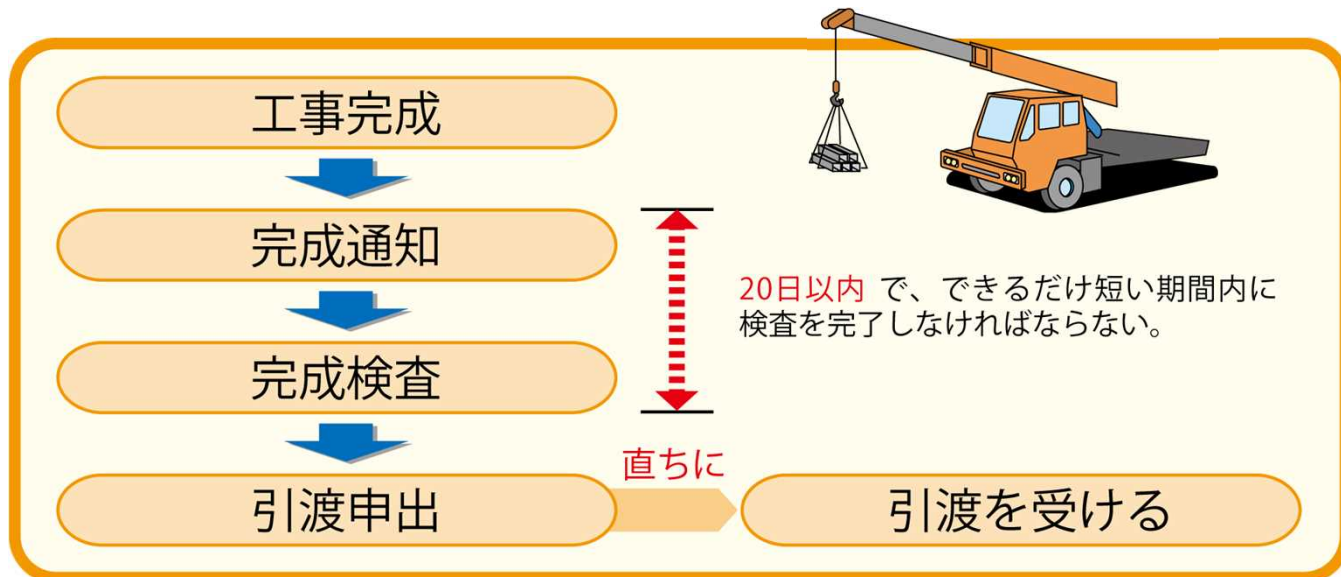 工事完成
完成通知
20日以内 で、できるだけ短い期間内に
検査を完了しなければならない。
完成検査
直ちに
引渡申出
引渡を受ける